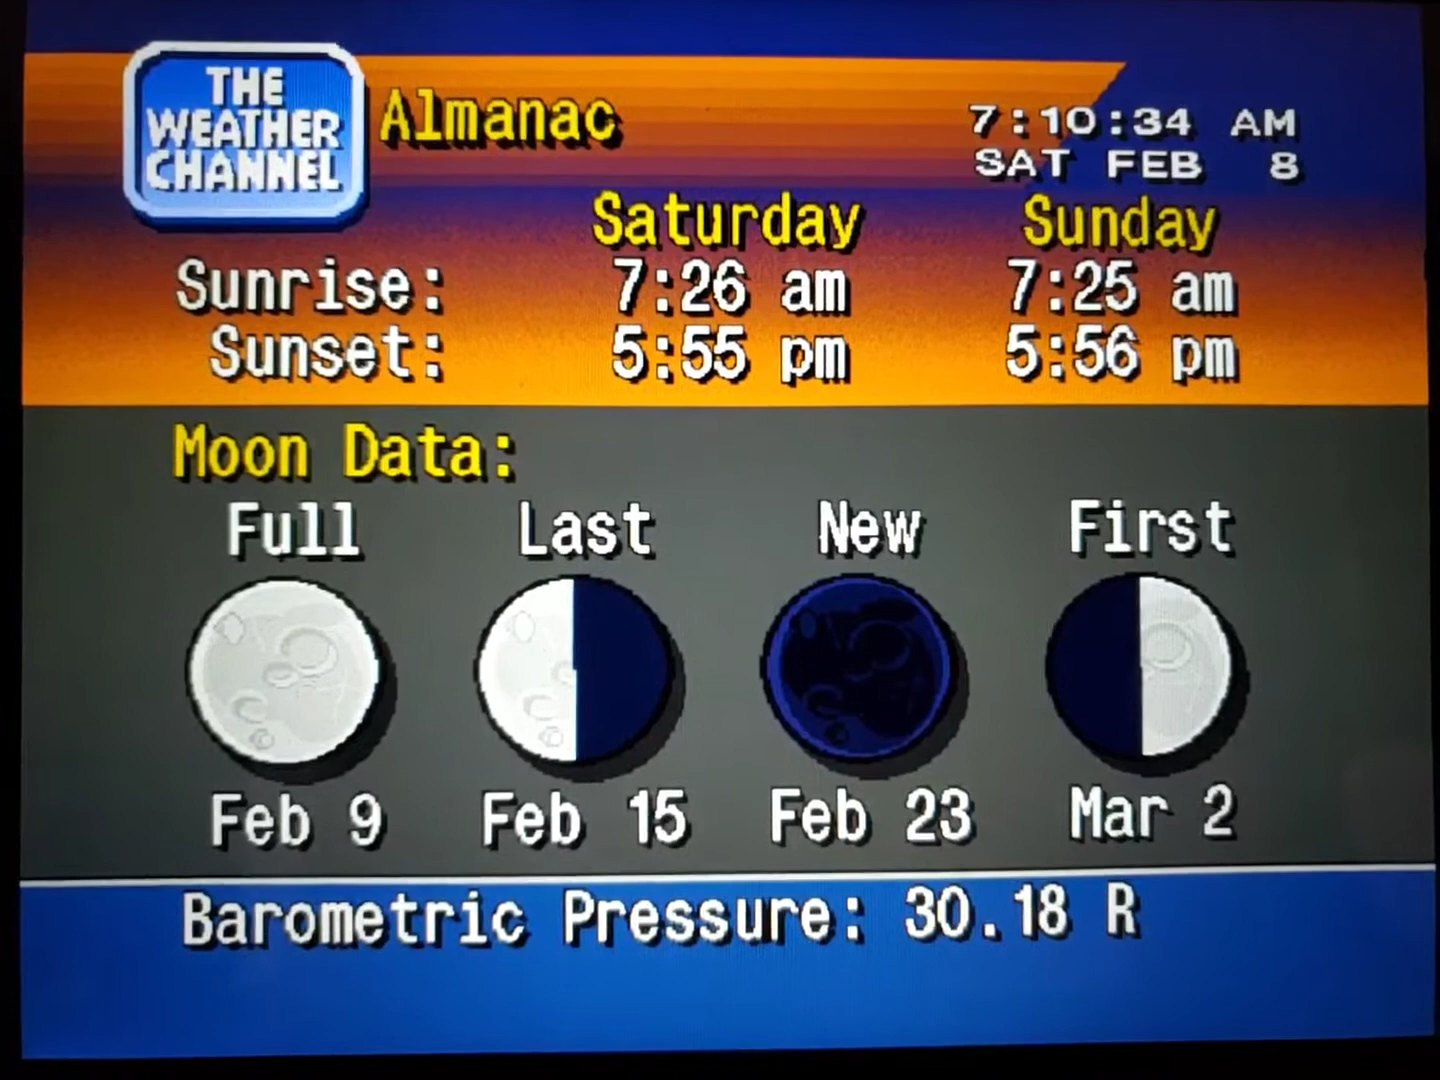 THE
WEATHER
CHANNEL
Almanac
7:10:34 AM
SAT FEB 8
Saturday Sunday
Sunrise: 7:26 am 7:25 am
Sunset: 5:55 pm 5:56 pm
Moon Data:
Full Last New First
Feb 9 Feb 15 Feb 23 Mar 2
Barometric Pressure: 30.18 R